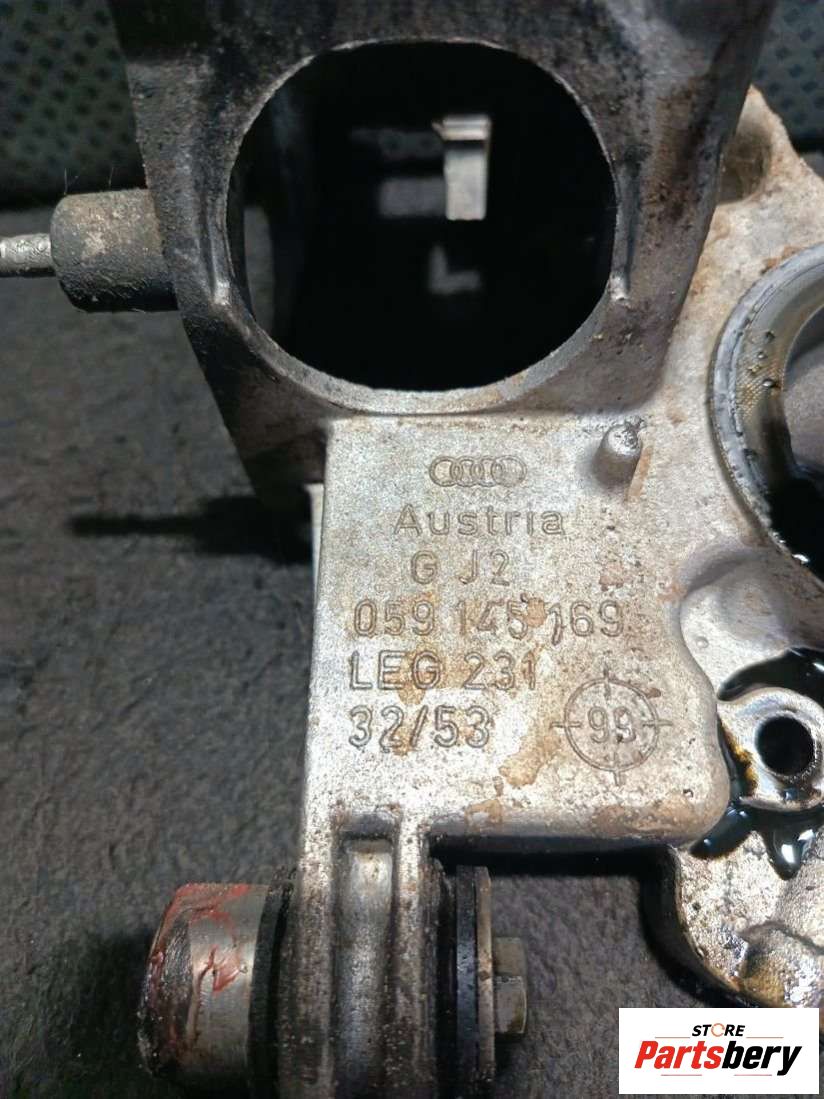 Austria
G J2
059 145 169
LEG 231
32/53 99
STORE
Partsbery